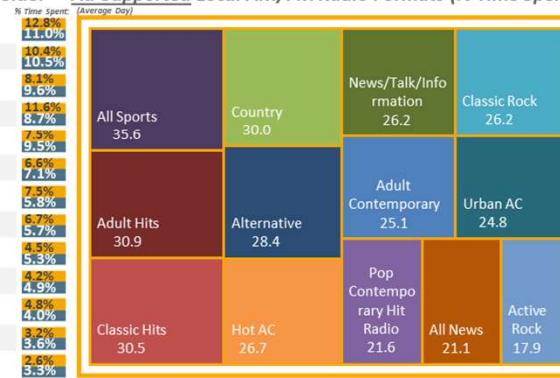 % Time Spent:
(Average Day)
12.8%
11.0%
10.4%
10.5%
8.1%
9.6%
11.6%
8.7%
7.5%
9.5%
6.6%
7.1%
7.5%
5.8%
6.7%
5.7%
4.5%
5.3%
4.2%
4.9%
4.8%
4.0%
3.2%
3.6%
2.6%
3.3%
All Sports
35.6
Country
30.0
News/Talk/Info
rmation
26.2
Classic Rock
26.2
Adult Hits
30.9
Alternative
28.4
Adult
Contemporary
25.1
Urban AC
24.8
Classic Hits
30.5
Hot AC
26.7
Pop
Contempo
rary Hit
Radio
21.6
All News
21.1
Active
Rock
17.9